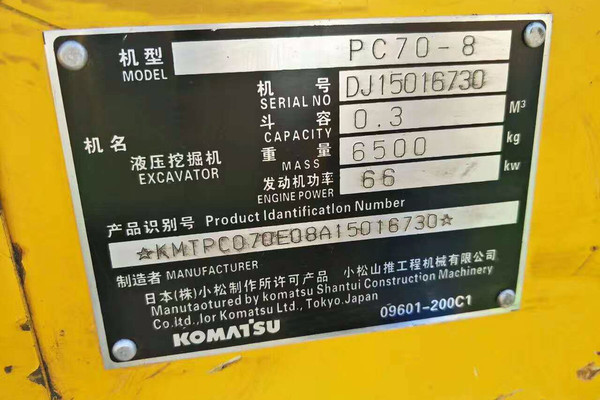 机型 MODEL PC70-8
机号 SERIAL NO DJ15016730
斗容 CAPACITY 0.3 M³
机名 液压挖掘机 EXCAVATOR
重量 MASS 6500 kg
发动机功率 ENGINE POWER 66 kw
产品识别号 Product Idantification Number
☆KMTPC070E08A15016730☆
制造者 MANUFACTURER
日本(株)小松制作所许可产品 小松山推工程机械有限公司
Manutaotured by komatsu Shantui Construction Machinery
Co.ltd.,lor Komatsu Ltd., Tokyo.Japan
KOMATSU 09601-200C1